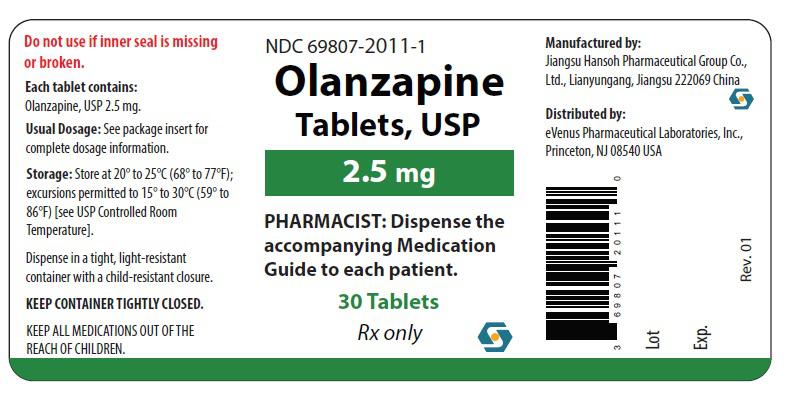 Do not use if inner seal is missing
or broken.
Each tablet contains:
Olanzapine, USP 2.5 mg.
Usual Dosage: See package insert for
complete dosage information.
Storage: Store at 20° to 25°C (68° to 77°F);
excursions permitted to 15° to 30°C (59° to
86°F) [see USP Controlled Room
Temperature].
Dispense in a tight, light-resistant
container with a child-resistant closure.
KEEP CONTAINER TIGHTLY CLOSED.
KEEP ALL MEDICATIONS OUT OF THE
REACH OF CHILDREN.
NDC 69807-2011-1
Olanzapine
Tablets, USP
2.5 mg
PHARMACIST: Dispense the
accompanying Medication
Guide to each patient.
30 Tablets
Rx only
Manufactured by:
Jiangsu Hansoh Pharmaceutical Group Co.,
Ltd., Lianyungang, Jiangsu 222069 China
Distributed by:
eVenus Pharmaceutical Laboratories, Inc.,
Princeton, NJ 08540 USA
3 69807 20111 0
Lot
Exp.
Rev. 01